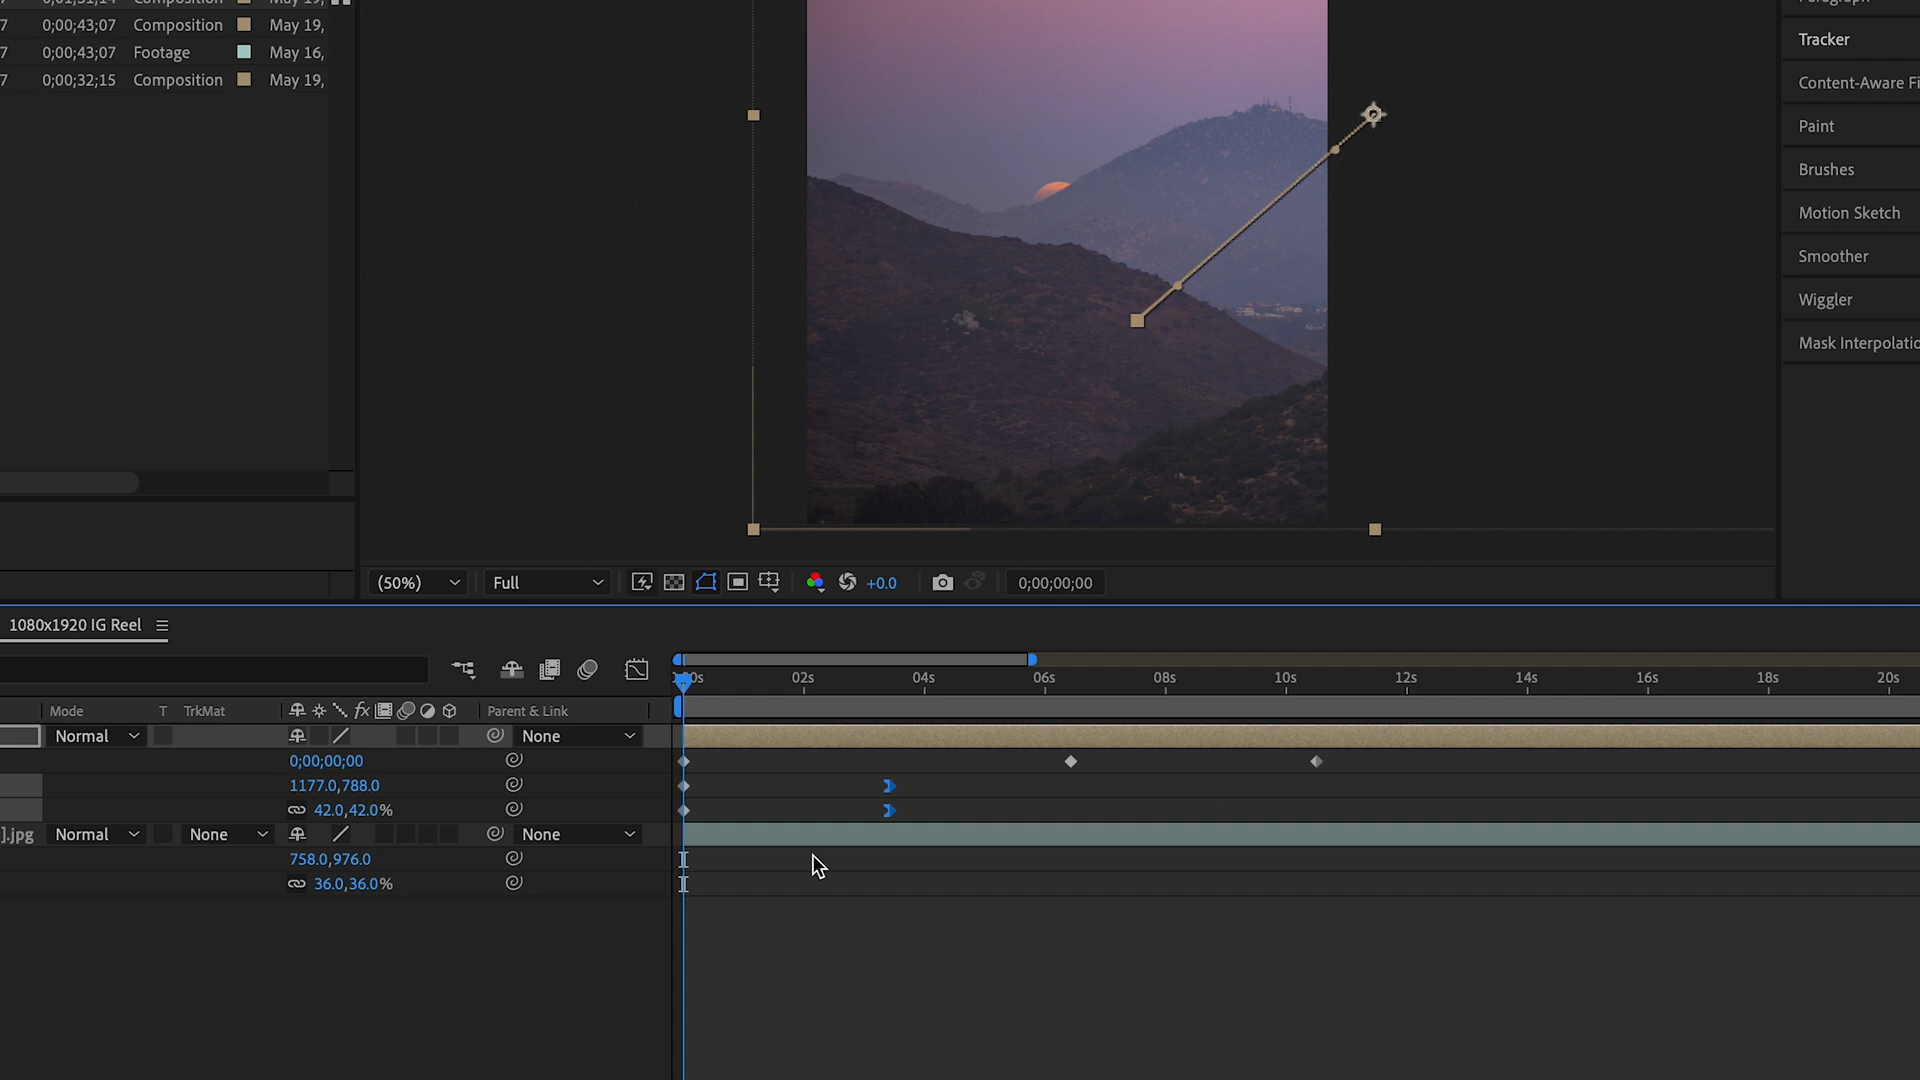 7 0;00;43;07 Composition May 19,
7 0;00;43;07 Footage May 16,
7 0;00;32;15 Composition May 19,
Tracker
Content-Aware Fi
Paint
Brushes
Motion Sketch
Smoother
Wiggler
Mask Interpolatio
(50%) Full +0.0 0;00;00;00
1080x1920 IG Reel
02s 04s 06s 08s 10s 12s 14s 16s 18s 20s
Mode T TrkMat fx Parent & Link
Normal None
0;00;00;00
1177.0,788.0
42.0,42.0%
].jpg Normal None None
758.0,976.0
36.0,36.0%